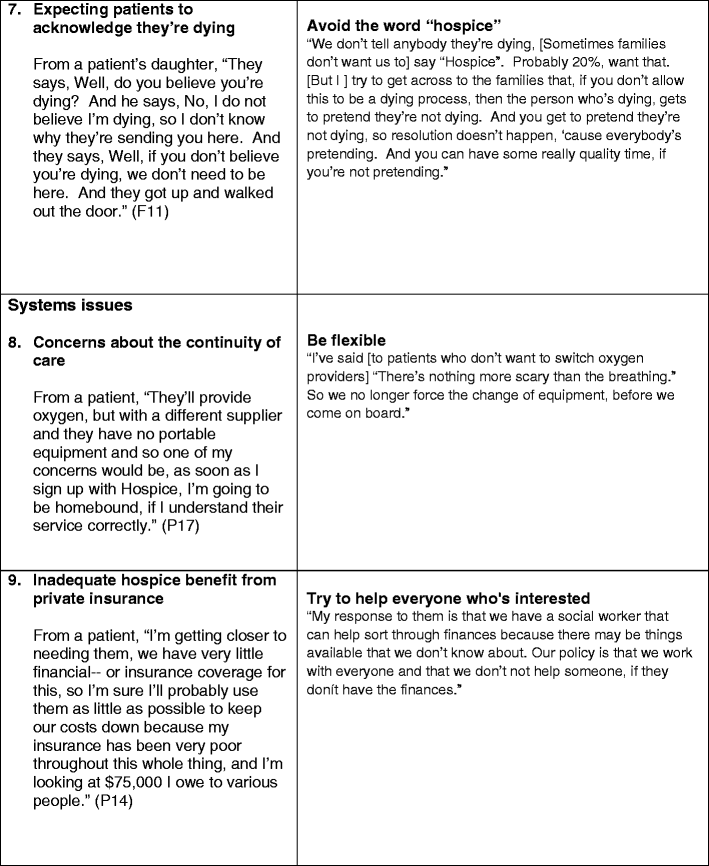 7. Expecting patients to
acknowledge they’re dying
From a patient’s daughter, “They
says, Well, do you believe you’re
dying?  And he says, No, I do not
believe I’m dying, so I don’t know
why they’re sending you here.  And
they says, Well, if you don’t believe
you’re dying, we don’t need to be
here.  And they got up and walked
out the door.” (F11)
Avoid the word “hospice”
“We don’t tell anybody they’re dying, [Sometimes families
don’t want us to] say “Hospice”.  Probably 20%, want that.
[But I ] try to get across to the families that, if you don’t allow
this to be a dying process, then the person who’s dying, gets
to pretend they’re not dying.  And you get to pretend they’re
not dying, so resolution doesn’t happen, ‘cause everybody’s
pretending.  And you can have some really quality time, if
you’re not pretending.”
Systems issues
8. Concerns about the continuity of
care
From a patient, “They’ll provide
oxygen, but with a different supplier
and they have no portable
equipment and so one of my
concerns would be, as soon as I
sign up with Hospice, I’m going to
be homebound, if I understand their
service correctly.” (P17)
Be flexible
“I’ve said [to patients who don’t want to switch oxygen
providers] “There’s nothing more scary than the breathing.”
So we no longer force the change of equipment, before we
come on board.”
9. Inadequate hospice benefit from
private insurance
From a patient, “I’m getting closer to
needing them, we have very little
financial-- or insurance coverage for
this, so I’m sure I’ll probably use
them as little as possible to keep
our costs down because my
insurance has been very poor
throughout this whole thing, and I’m
looking at $75,000 I owe to various
people.” (P14)
Try to help everyone who's interested
“My response to them is that we have a social worker that
can help sort through finances because there may be things
available that we don’t know about. Our policy is that we work
with everyone and that we don’t not help someone, if they
donít have the finances.”